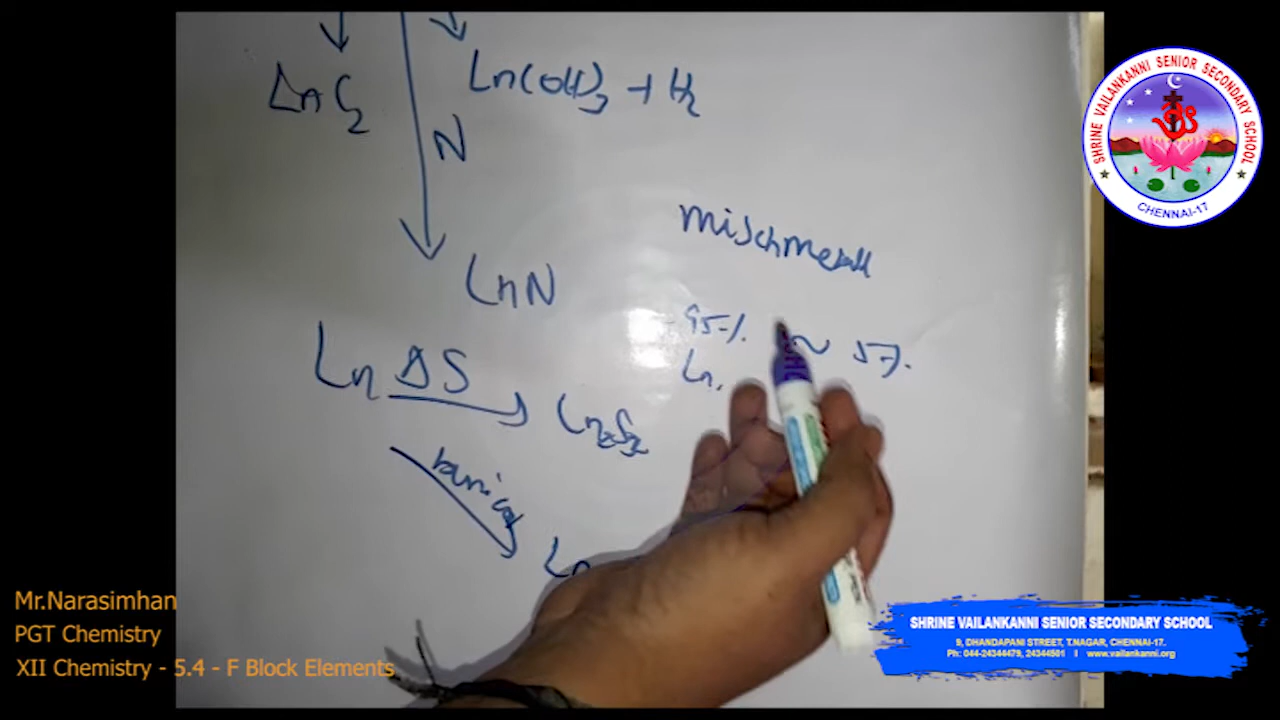 LnC2
Ln(OH)3 + H2
N
LnN
mischmetall
95%
~ 5%.
Ln.
Ln Δ S
Ln2S3
Ln
SHRINE VAILANKANNI SENIOR SECONDARY SCHOOL
CHENNAI-17
Mr.Narasimhan
PGT Chemistry
XII Chemistry - 5.4 - F Block Elements
SHRINE VAILANKANNI SENIOR SECONDARY SCHOOL
9, DHANDAPANI STREET, T.NAGAR, CHENNAI-17.
Ph: 044-24344479, 24344501 I www.vailankanni.org